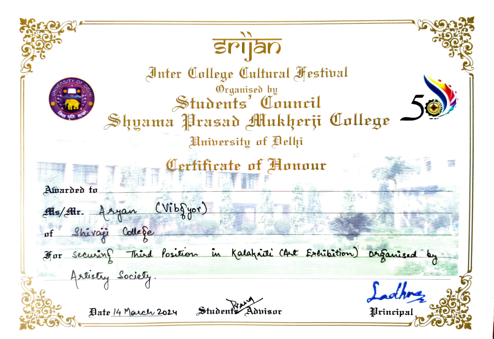 srijan
Inter College Cultural Festival
Organised by
Students' Council
Shyama Prasad Mukherji College
University of Delhi
50
Certificate of Honour
Awarded to
Ms/Mr. Aryan (Vibgyor)
of Shivaji College
For Securing Third Position in Kalakriti (Art Exhibition) organised by
Artistry Society.
Date 14 March 2024 Students' Advisor Principal